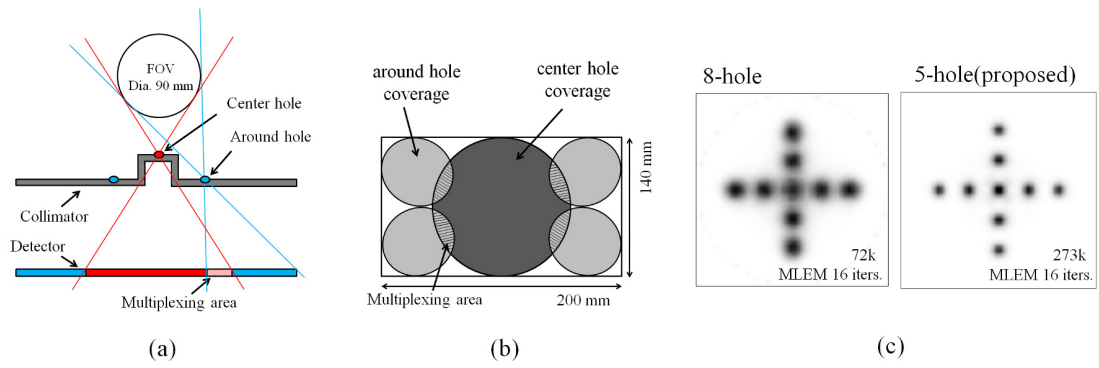 FOV
Dia. 90 mm
Center hole
Around hole
Collimator
Detector
Multiplexing area
(a)
around hole
coverage
center hole
coverage
140 mm
Multiplexing area
200 mm
(b)
8-hole
72k
MLEM 16 iters.
5-hole(proposed)
273k
MLEM 16 iters.
(c)